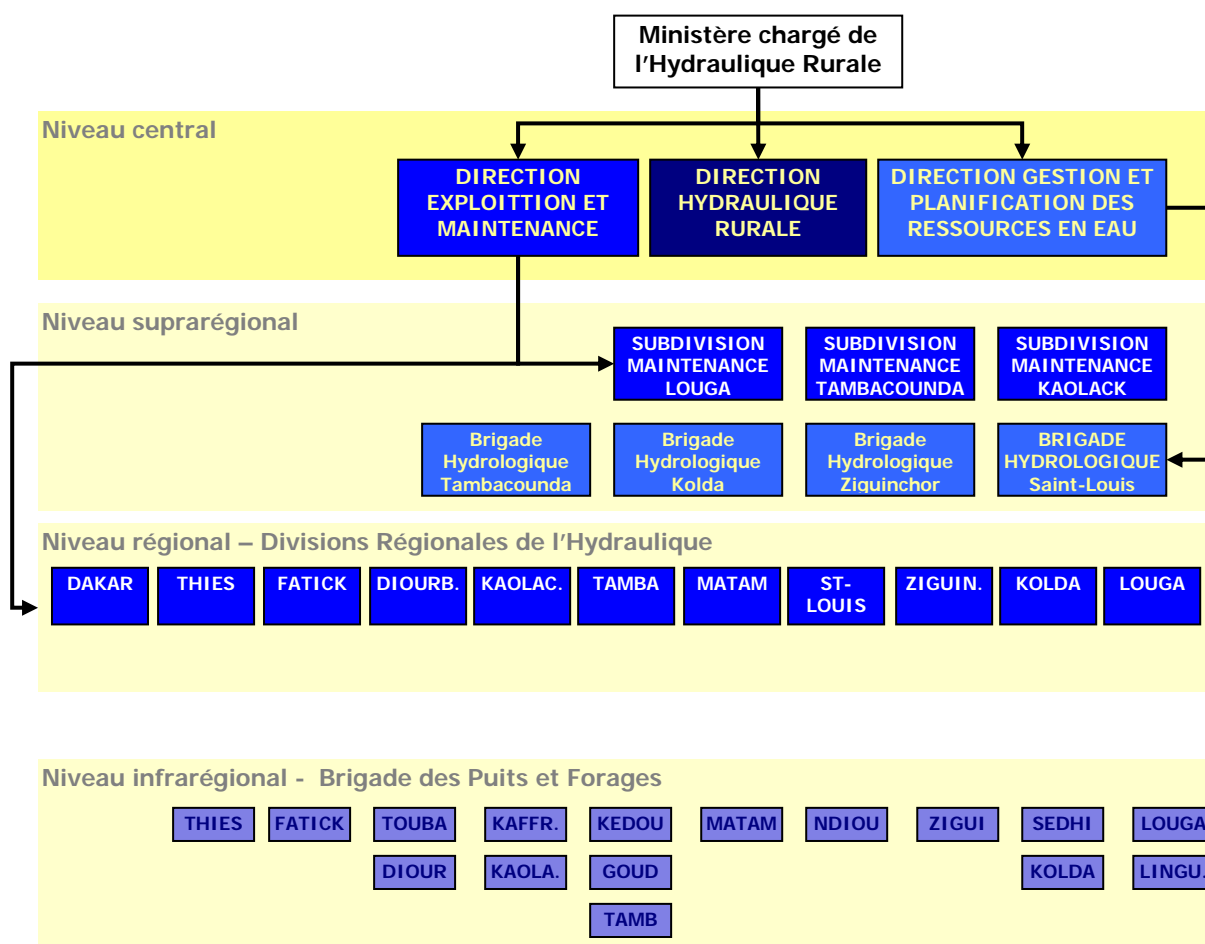 Ministère chargé de
l'Hydraulique Rurale
Niveau central
DIRECTION
EXPLOITTION ET
MAINTENANCE
DIRECTION
HYDRAULIQUE
RURALE
DIRECTION GESTION ET
PLANIFICATION DES
RESSOURCES EN EAU
Niveau suprarégional
SUBDIVISION
MAINTENANCE
LOUGA
SUBDIVISION
MAINTENANCE
TAMBACOUNDA
SUBDIVISION
MAINTENANCE
KAOLACK
Brigade
Hydrologique
Tambacounda
Brigade
Hydrologique
Kolda
Brigade
Hydrologique
Ziguinchor
BRIGADE
HYDROLOGIQUE
Saint-Louis
Niveau régional – Divisions Régionales de l'Hydraulique
DAKAR
THIES
FATICK
DIOURB.
KAOLAC.
TAMBA
MATAM
ST-
LOUIS
ZIGUIN.
KOLDA
LOUGA
Niveau infrarégional - Brigade des Puits et Forages
THIES
FATICK
TOUBA
KAFFR.
KEDOU
MATAM
NDIOU
ZIGUI
SEDHI
LOUGA
DIOUR
KAOLA.
GOUD
KOLDA
LINGU.
TAMB